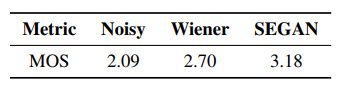 Metric Noisy Wiener SEGAN
MOS 2.09 2.70 3.18